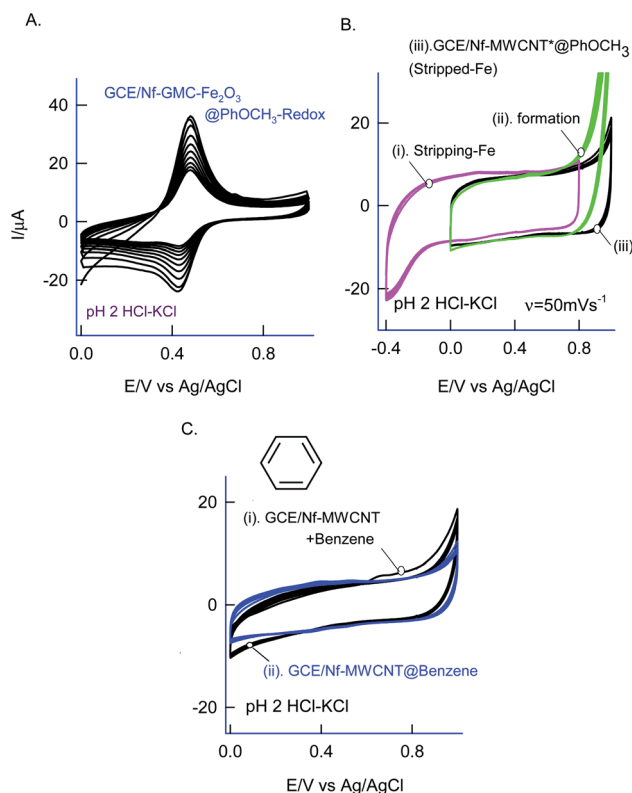 A.
GCE/Nf-GMC-Fe₂O₃
@PhOCH₃-Redox
40
20
0
-20
I/µA
pH 2 HCl-KCl
0.0
0.4
0.8
E/V vs Ag/AgCl
B.
(iii).GCE/Nf-MWCNT*@PhOCH₃
(Stripped-Fe)
(ii). formation
(i). Stripping-Fe
(iii)
20
0
-20
pH 2 HCl-KCl
ν=50mVs⁻¹
-0.4
0.0
0.4
0.8
E/V vs Ag/AgCl
C.
(i). GCE/Nf-MWCNT
+Benzene
20
0
-20
(ii). GCE/Nf-MWCNT@Benzene
pH 2 HCl-KCl
0.0
0.4
0.8
E/V vs Ag/AgCl